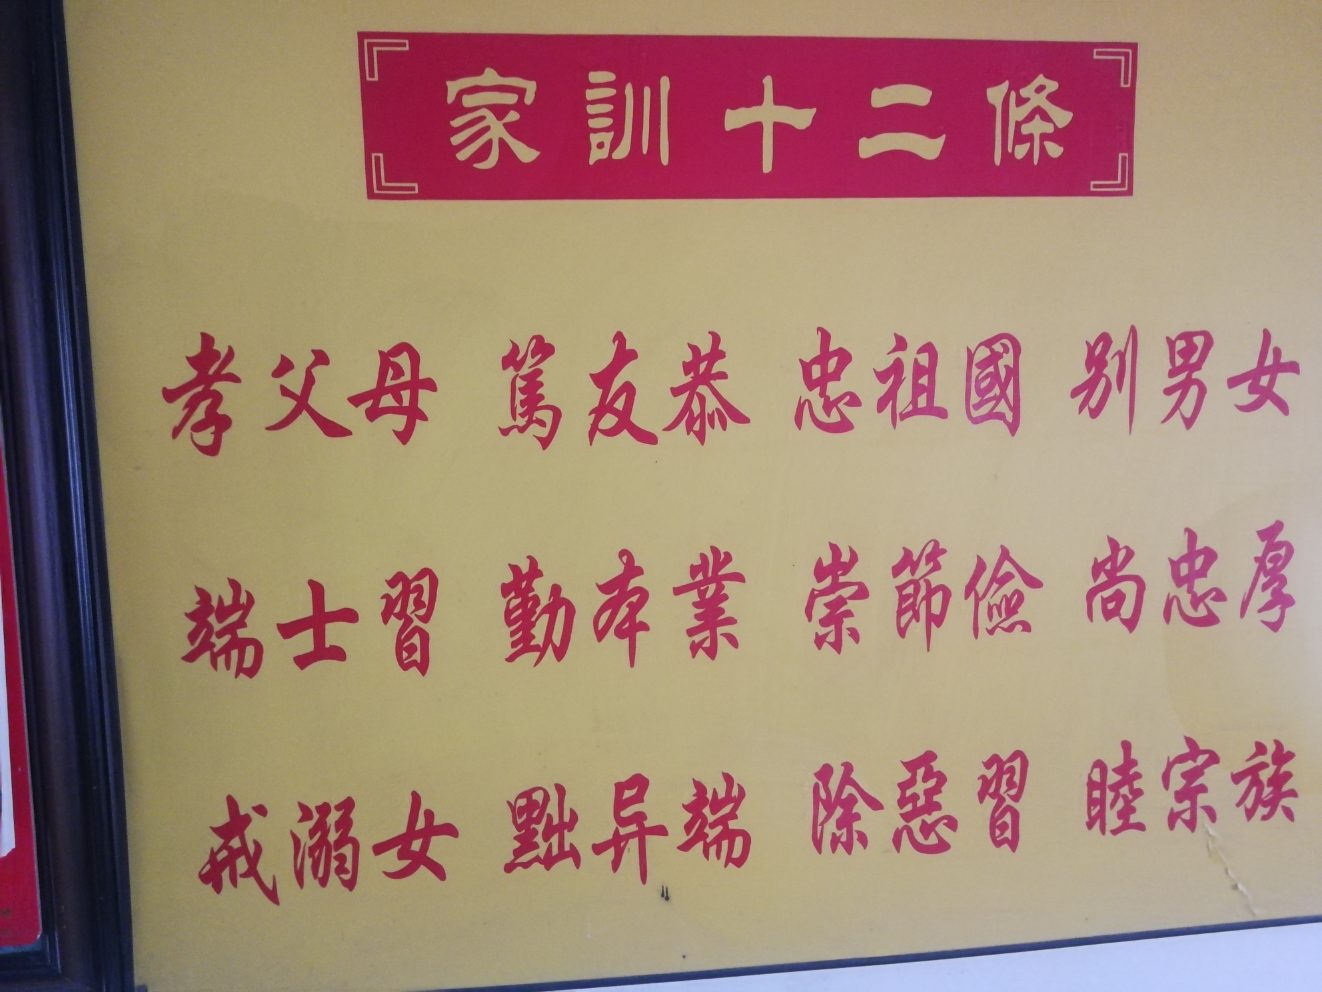 家訓十二條
孝父母 篤友恭 忠祖國 别男女
端士習 勤本業 崇節儉 尚忠厚
戒溺女 黜异端 除惡習 睦宗族